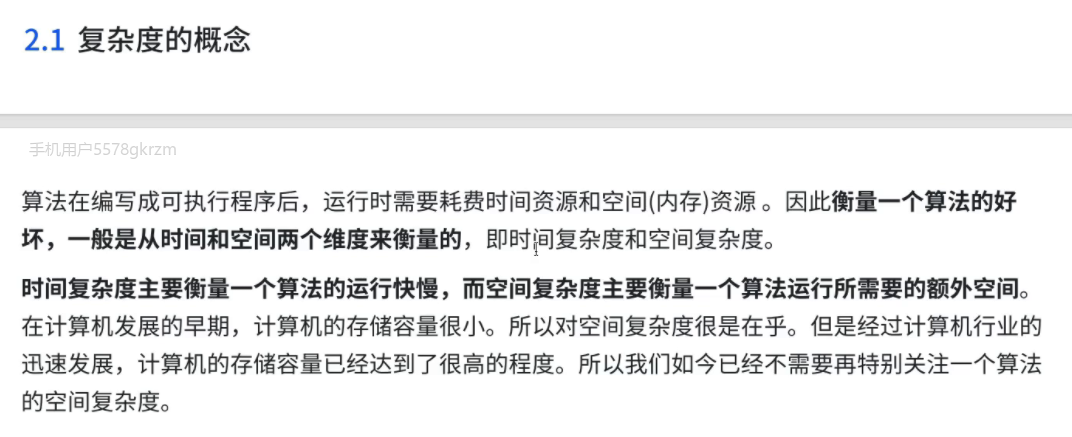 2.1 复杂度的概念
手机用户5578gkrzm
算法在编写成可执行程序后，运行时需要耗费时间资源和空间(内存)资源 。因此衡量一个算法的好
坏，一般是从时间和空间两个维度来衡量的，即时间复杂度和空间复杂度。
时间复杂度主要衡量一个算法的运行快慢，而空间复杂度主要衡量一个算法运行所需要的额外空间。
在计算机发展的早期，计算机的存储容量很小。所以对空间复杂度很是在乎。但是经过计算机行业的
迅速发展，计算机的存储容量已经达到了很高的程度。所以我们如今已经不需要再特别关注一个算法
的空间复杂度。